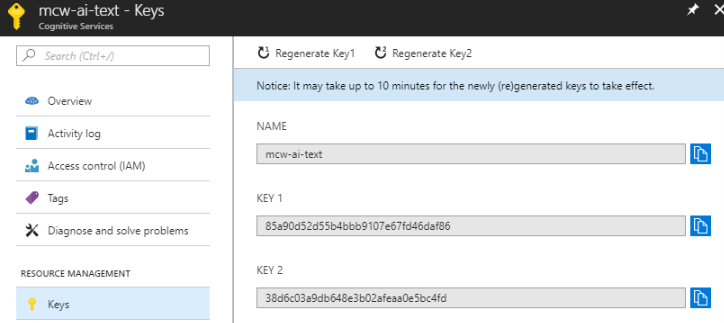 mcw-ai-text - Keys
Cognitive Services
Search (Ctrl+/)
Overview
Activity log
Access control (IAM)
Tags
Diagnose and solve problems
RESOURCE MANAGEMENT
Keys
Regenerate Key1
Regenerate Key2
Notice: It may take up to 10 minutes for the newly (re)generated keys to take effect.
NAME
mcw-ai-text
KEY 1
85a90d52d55b4bbb9107e67fd46daf86
KEY 2
38d6c03a9db648e3b02afeaa0e5bc4fd